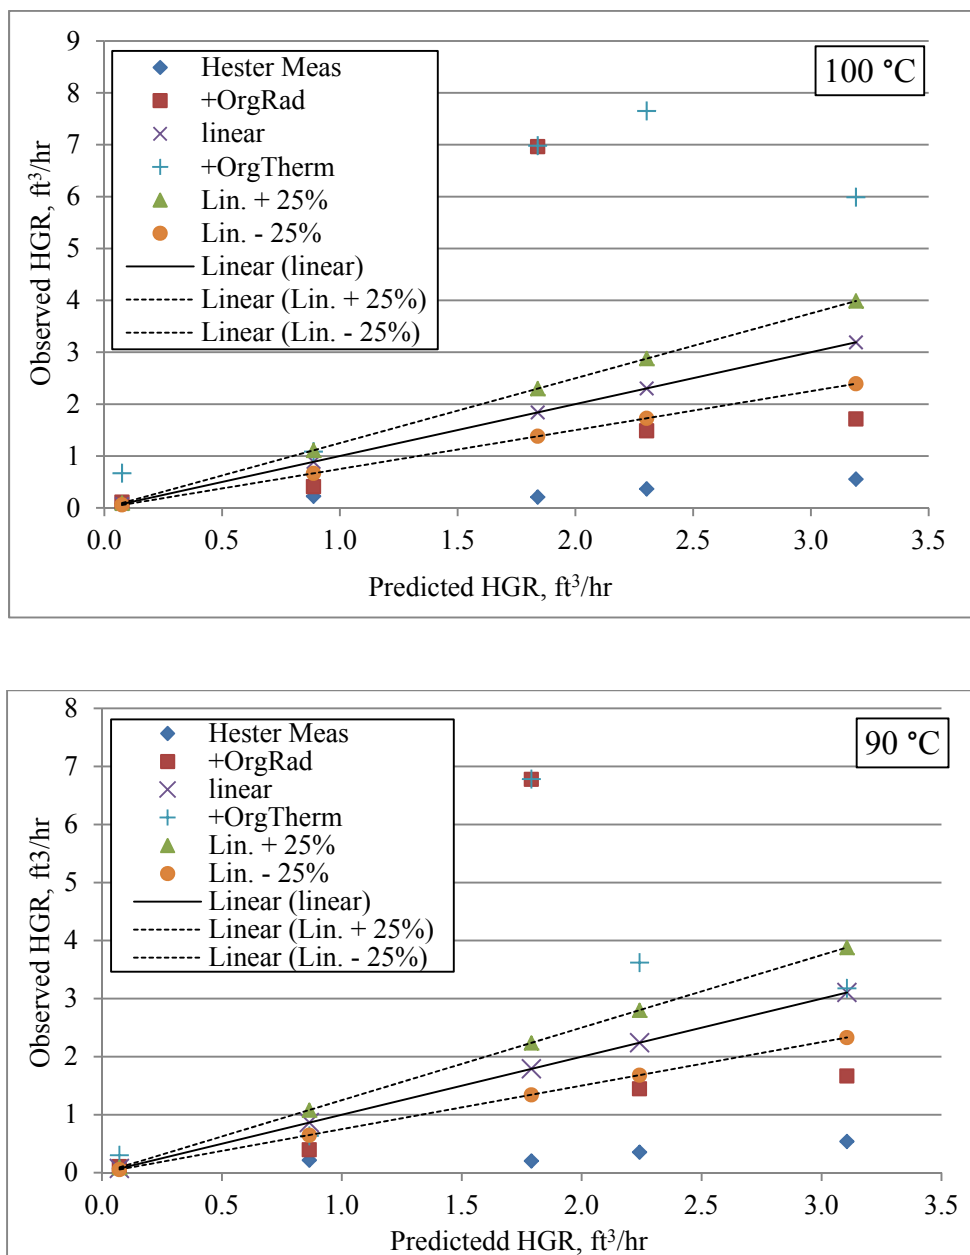 9
8
7
6
5
4
3
2
1
0
Observed HGR, ft³/hr
Hester Meas
+OrgRad
linear
+OrgTherm
Lin. + 25%
Lin. - 25%
Linear (linear)
Linear (Lin. + 25%)
Linear (Lin. - 25%)
100 °C
0.0 0.5 1.0 1.5 2.0 2.5 3.0 3.5
Predicted HGR, ft³/hr
8
7
6
5
4
3
2
1
0
Observed HGR, ft3/hr
Hester Meas
+OrgRad
linear
+OrgTherm
Lin. + 25%
Lin. - 25%
Linear (linear)
Linear (Lin. + 25%)
Linear (Lin. - 25%)
90 °C
0.0 0.5 1.0 1.5 2.0 2.5 3.0 3.5
Predictedd HGR, ft³/hr